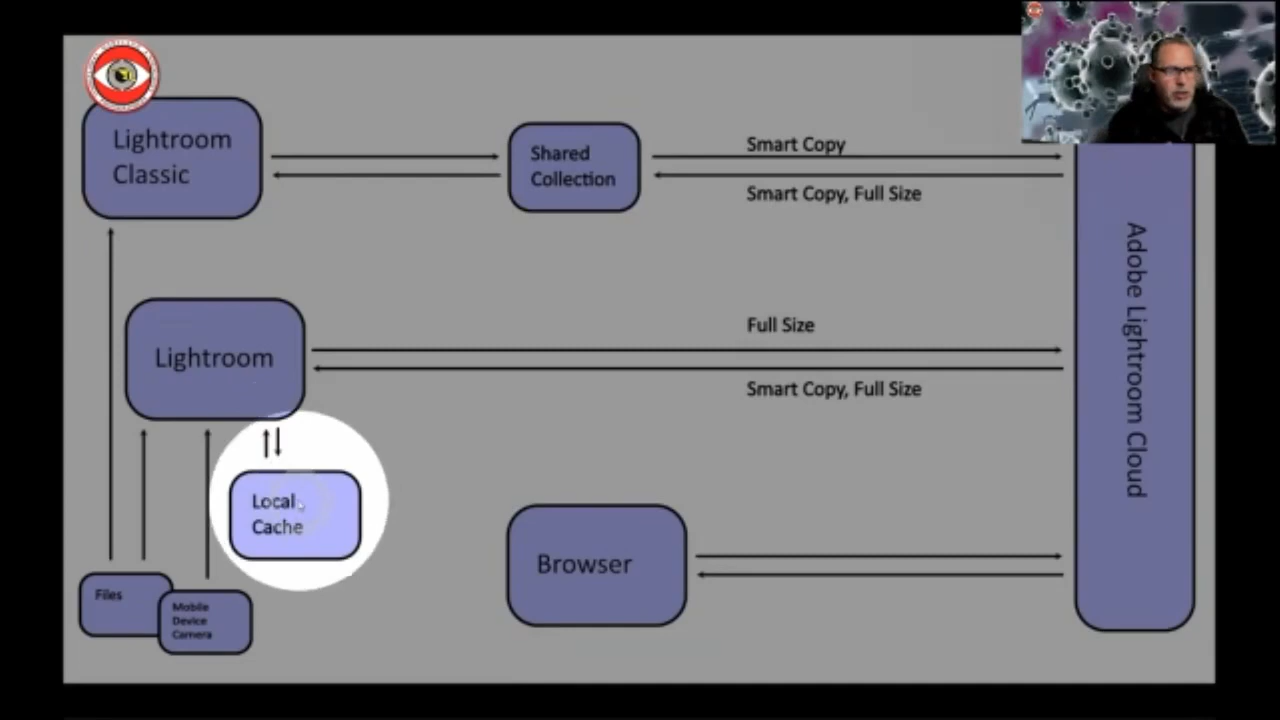 Lightroom
Classic
Shared
Collection
Smart Copy
Smart Copy, Full Size
Adobe Lightroom Cloud
Lightroom
Full Size
Smart Copy, Full Size
Local
Cache
Browser
Files
Mobile
Device
Camera